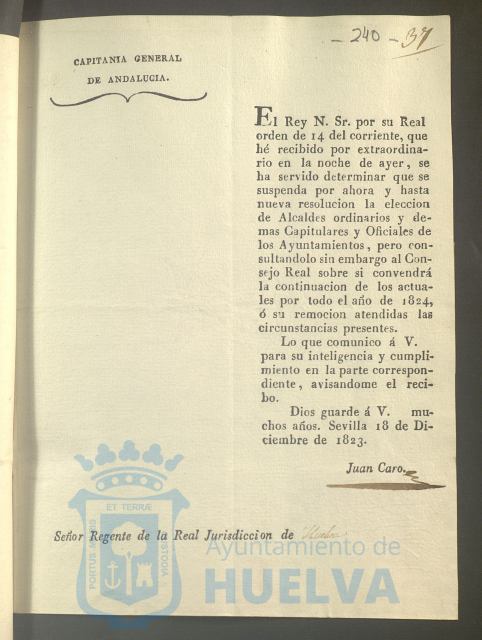 - 240 - 37
CAPITANIA GENERAL
DE ANDALUCIA.
El Rey N. Sr. por su Real
orden de 14 del corriente, que
hé recibido por extraordina-
rio en la noche de ayer, se
ha servido determinar que se
suspenda por ahora y hasta
nueva resolucion la eleccion
de Alcaldes ordinarios y de-
mas Capitulares y Oficiales de
los Ayuntamientos, pero con-
sultandolo sin embargo al Con-
sejo Real sobre si convendrá
la continuacion de los actua-
les por todo el año de 1824,
ó su remocion atendidas las
circunstancias presentes.
Lo que comunico á V.
para su inteligencia y cumpli-
miento en la parte correspon-
diente, avisandome el reci-
bo.
Dios guarde á V. mu-
chos años. Sevilla 18 de Di-
ciembre de 1823.
Juan Caro.
Señor Regente de la Real Jurisdiccion de Huelva
ET TERRÆ
PORTUS MARIS
CUSTODIA
Ayuntamiento de
HUELVA